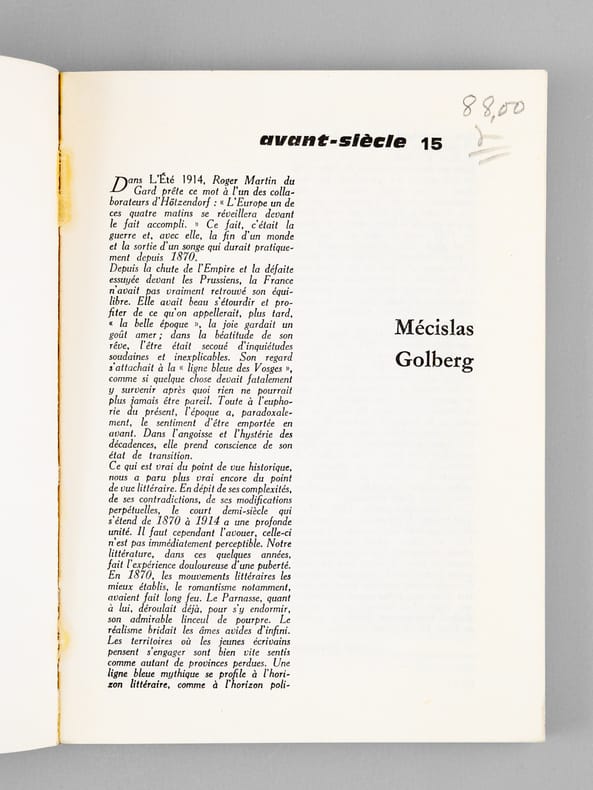 88,00
avant-siècle 15
Dans L'Été 1914, Roger Martin du
Gard prête ce mot à l'un des colla-
borateurs d'Hötzendorf : « L'Europe un de
ces quatre matins se réveillera devant
le fait accompli. » Ce fait, c'était la
guerre et, avec elle, la fin d'un monde
et la sortie d'un songe qui durait pratique-
ment depuis 1870.
Depuis la chute de l'Empire et la défaite
essuyée devant les Prussiens, la France
n'avait pas vraiment retrouvé son équi-
libre. Elle avait beau s'étourdir et pro-
fiter de ce qu'on appellerait, plus tard,
« la belle époque », la joie gardait un
goût amer ; dans la béatitude de son
rêve, l'être était secoué d'inquiétudes
soudaines et inexplicables. Son regard
s'attachait à la « ligne bleue des Vosges »,
comme si quelque chose devait fatalement
y survenir après quoi rien ne pourrait
plus jamais être pareil. Toute à l'eupho-
rie du présent, l'époque a, paradoxale-
ment, le sentiment d'être emportée en
avant. Dans l'angoisse et l'hystérie des
décadences, elle prend conscience de son
état de transition.
Ce qui est vrai du point de vue historique,
nous a paru plus vrai encore du point
de vue littéraire. En dépit de ses complexités,
de ses contradictions, de ses modifications
perpétuelles, le court demi-siècle qui
s'étend de 1870 à 1914 a une profonde
unité. Il faut cependant l'avouer, celle-ci
n'est pas immédiatement perceptible. Notre
littérature, dans ces quelques années,
fait l'expérience douloureuse d'une puberté.
En 1870, les mouvements littéraires les
mieux établis, le romantisme notamment,
avaient fait long feu. Le Parnasse, quant
à lui, déroulait déjà, pour s'y endormir,
son admirable linceul de pourpre. Le
réalisme bridait les âmes avides d'infini.
Les territoires où les jeunes écrivains
pensent s'engager sont bien vite sentis
comme autant de provinces perdues. Une
ligne bleue mythique se profile à l'hori-
zon littéraire, comme à l'horizon poli-
Mécislas
Golberg